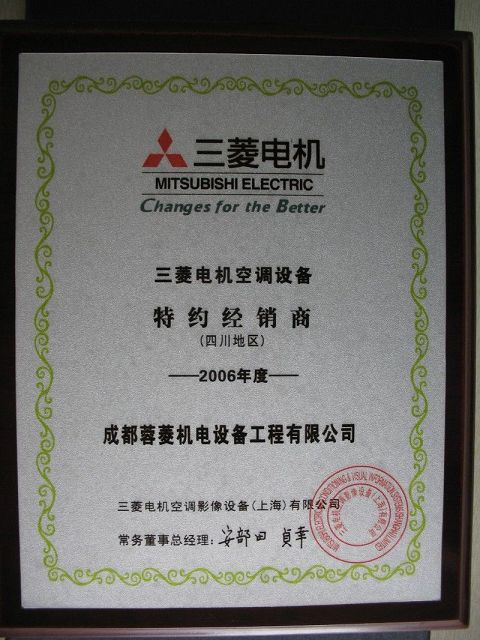 三菱电机
MITSUBISHI ELECTRIC
Changes for the Better
三菱电机空调设备
特约经销商
(四川地区)
2006年度
成都蓉菱机电设备工程有限公司
三菱电机空调影像设备(上海)有限公司
常务董事总经理: 安部田 貞幸